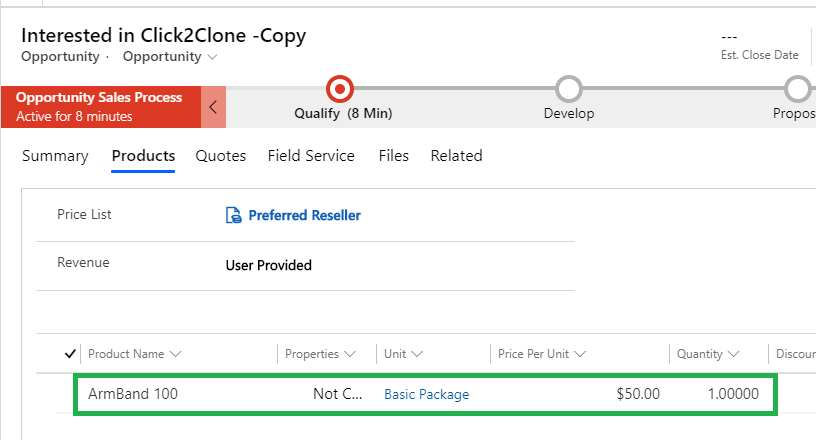 Interested in Click2Clone -Copy
Opportunity · Opportunity
---
Est. Close Date
Opportunity Sales Process
Active for 8 minutes
Qualify (8 Min)
Develop
Propos
Summary Products Quotes Field Service Files Related
Price List Preferred Reseller
Revenue User Provided
Product Name Properties Unit Price Per Unit Quantity Discoun
ArmBand 100 Not C... Basic Package $50.00 1.00000